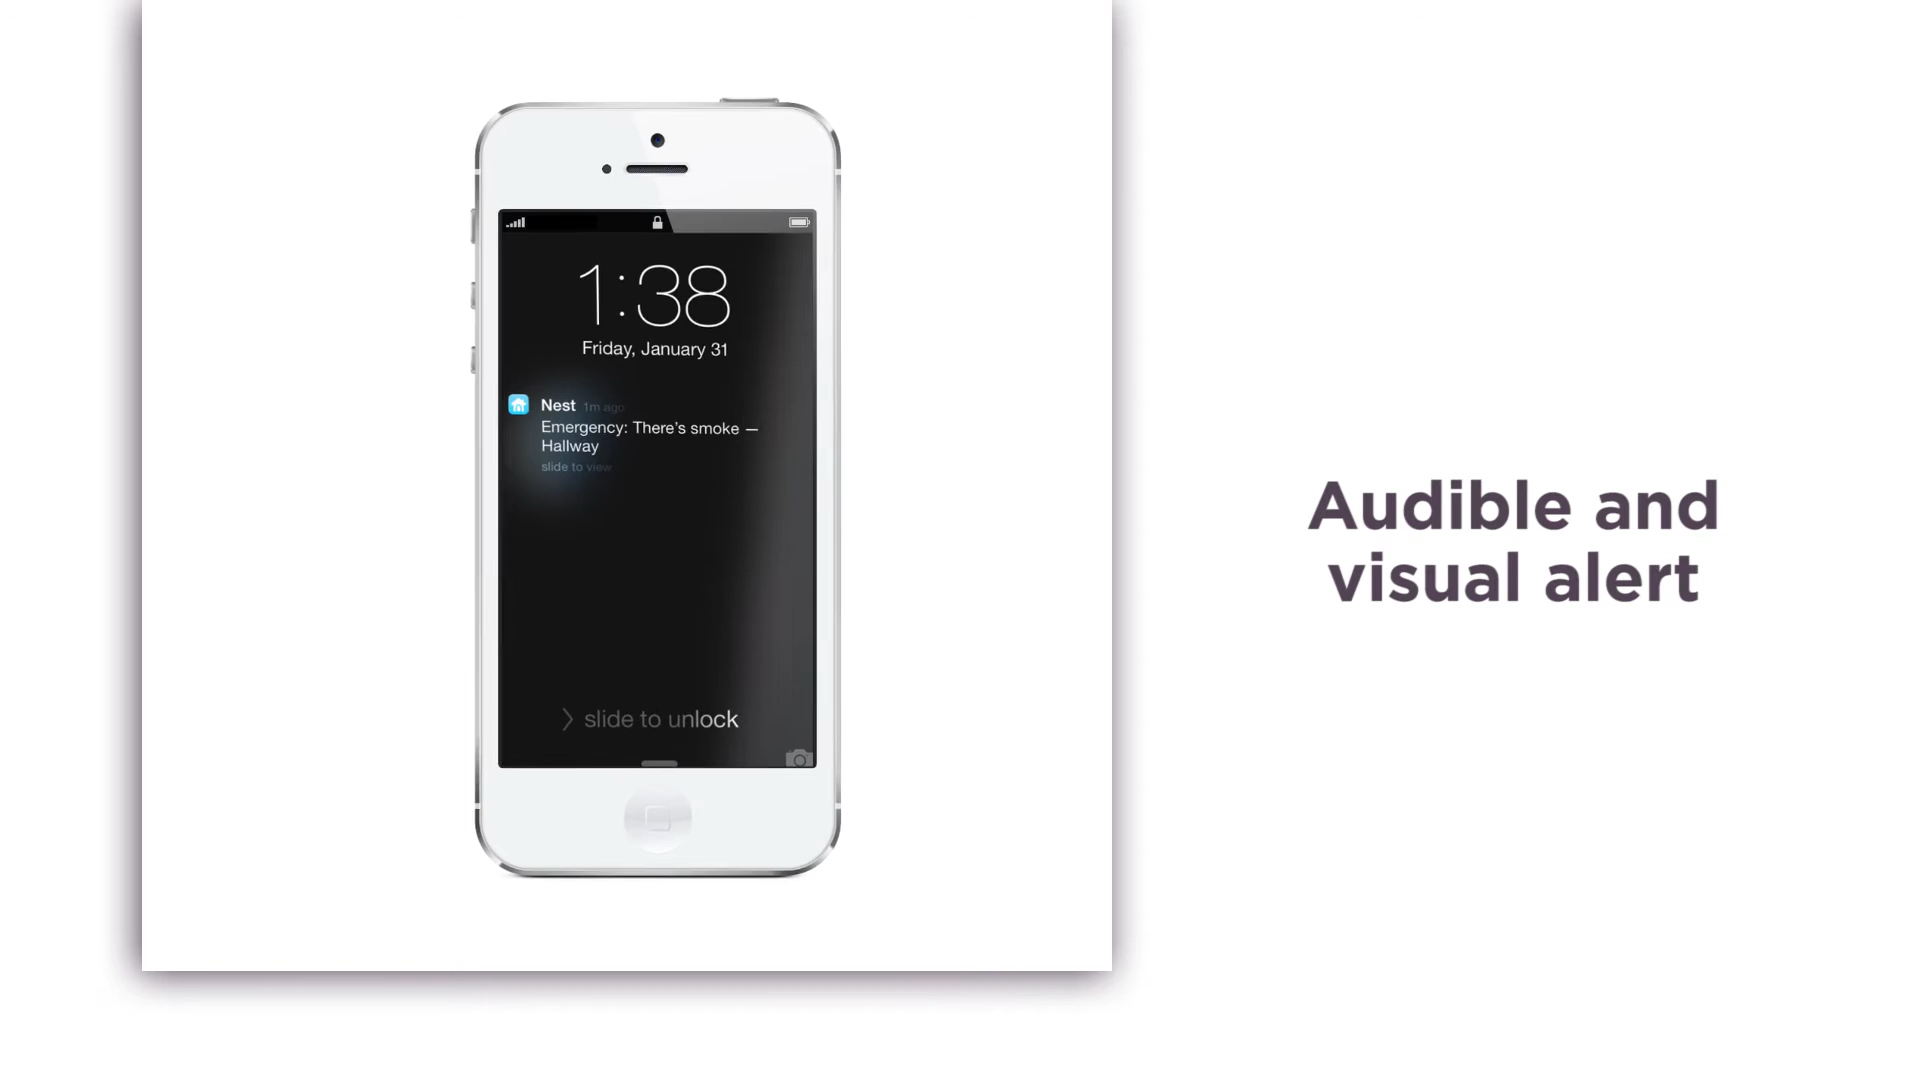 1:38
Friday, January 31
Nest 1m ago
Emergency: There's smoke —
Hallway
slide to view
slide to unlock
Audible and
visual alert